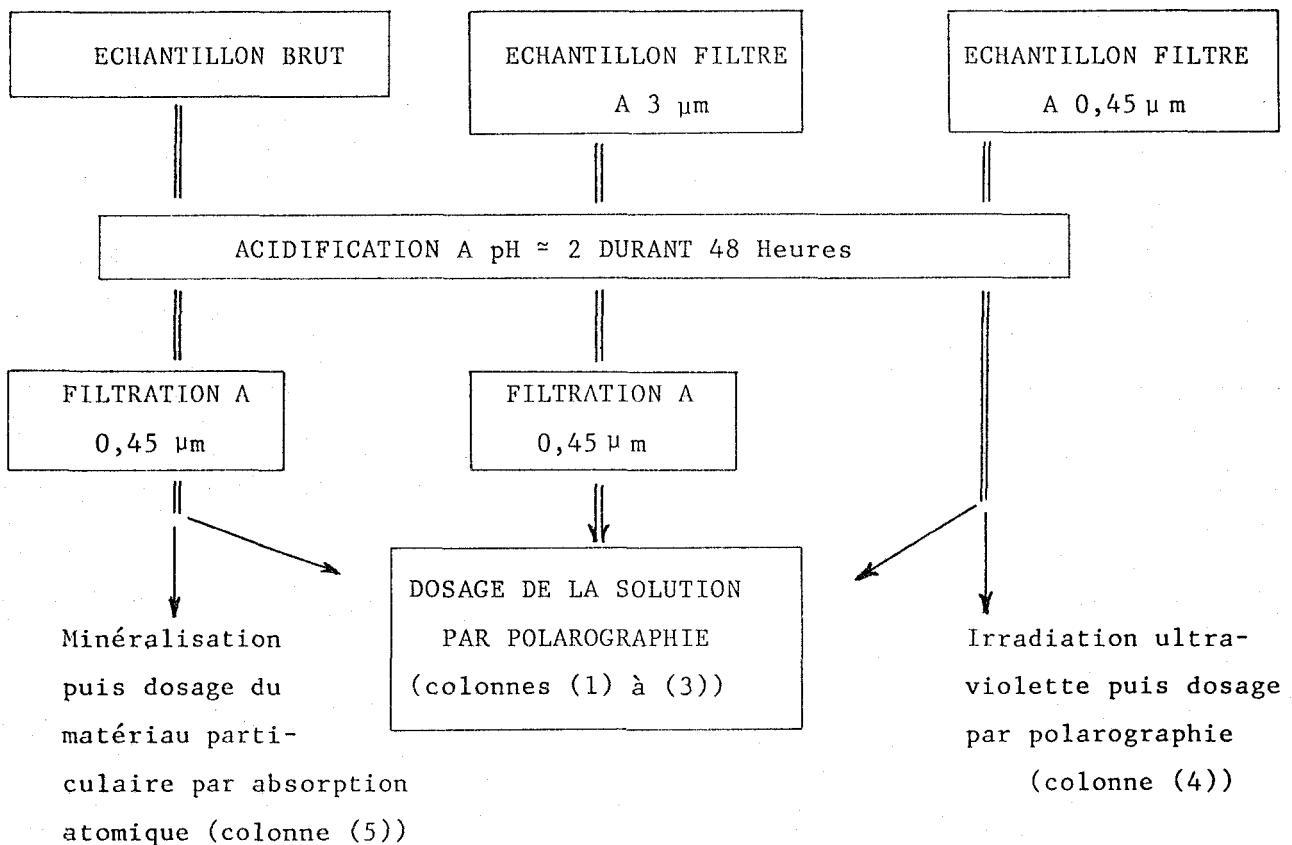 ECHANTILLON BRUT
ECHANTILLON FILTRE
A 3 μm
ECHANTILLON FILTRE
A 0,45 μm
ACIDIFICATION A pH ≃ 2 DURANT 48 Heures
FILTRATION A
0,45 μm
FILTRATION A
0,45 μm
DOSAGE DE LA SOLUTION
PAR POLAROGRAPHIE
(colonnes (1) à (3))
Minéralisation
puis dosage du
matériau parti-
culaire par absorption
atomique (colonne (5))
Irradiation ultra-
violette puis dosage
par polarographie
(colonne (4))